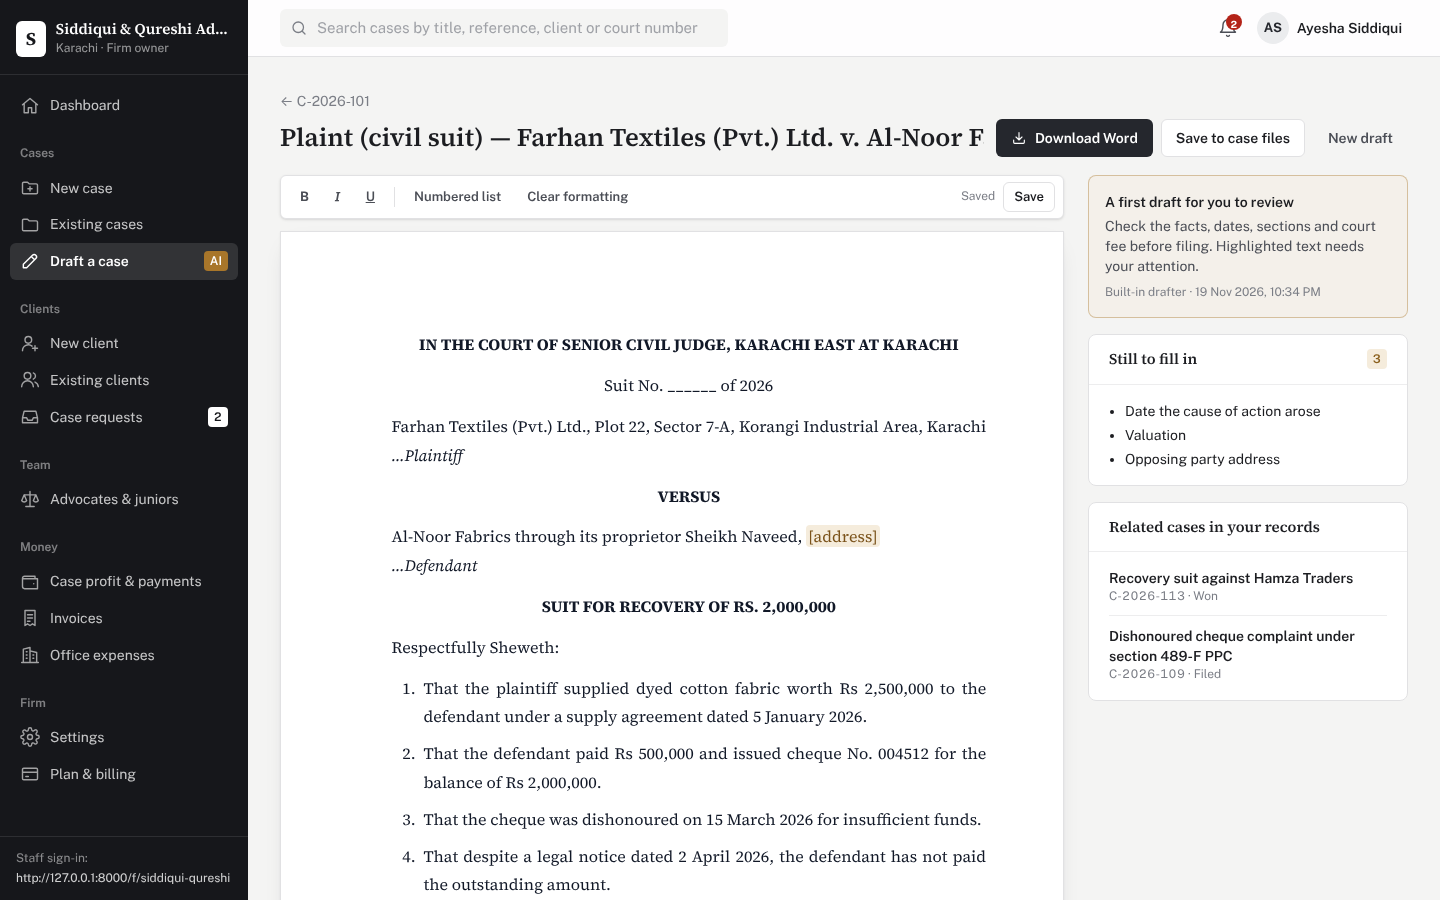 S
Siddiqui & Qureshi Ad...
Karachi · Firm owner
Dashboard
Cases
New case
Existing cases
Draft a case AI
Clients
New client
Existing clients
Case requests 2
Team
Advocates & juniors
Money
Case profit & payments
Invoices
Office expenses
Firm
Settings
Plan & billing
Staff sign-in:
http://127.0.0.1:8000/f/siddiqui-qureshi
Search cases by title, reference, client or court number
2
AS Ayesha Siddiqui
← C-2026-101
Plaint (civil suit) — Farhan Textiles (Pvt.) Ltd. v. Al-Noor F
Download Word
Save to case files
New draft
B I U Numbered list Clear formatting Saved Save
IN THE COURT OF SENIOR CIVIL JUDGE, KARACHI EAST AT KARACHI
Suit No. ______ of 2026
Farhan Textiles (Pvt.) Ltd., Plot 22, Sector 7-A, Korangi Industrial Area, Karachi
...Plaintiff
VERSUS
Al-Noor Fabrics through its proprietor Sheikh Naveed, [address]
...Defendant
SUIT FOR RECOVERY OF RS. 2,000,000
Respectfully Sheweth:
1. That the plaintiff supplied dyed cotton fabric worth Rs 2,500,000 to the
defendant under a supply agreement dated 5 January 2026.
2. That the defendant paid Rs 500,000 and issued cheque No. 004512 for the
balance of Rs 2,000,000.
3. That the cheque was dishonoured on 15 March 2026 for insufficient funds.
4. That despite a legal notice dated 2 April 2026, the defendant has not paid
the outstanding amount.
A first draft for you to review
Check the facts, dates, sections and court
fee before filing. Highlighted text needs
your attention.
Built-in drafter · 19 Nov 2026, 10:34 PM
Still to fill in 3
• Date the cause of action arose
• Valuation
• Opposing party address
Related cases in your records
Recovery suit against Hamza Traders
C-2026-113 · Won
Dishonoured cheque complaint under
section 489-F PPC
C-2026-109 · Filed